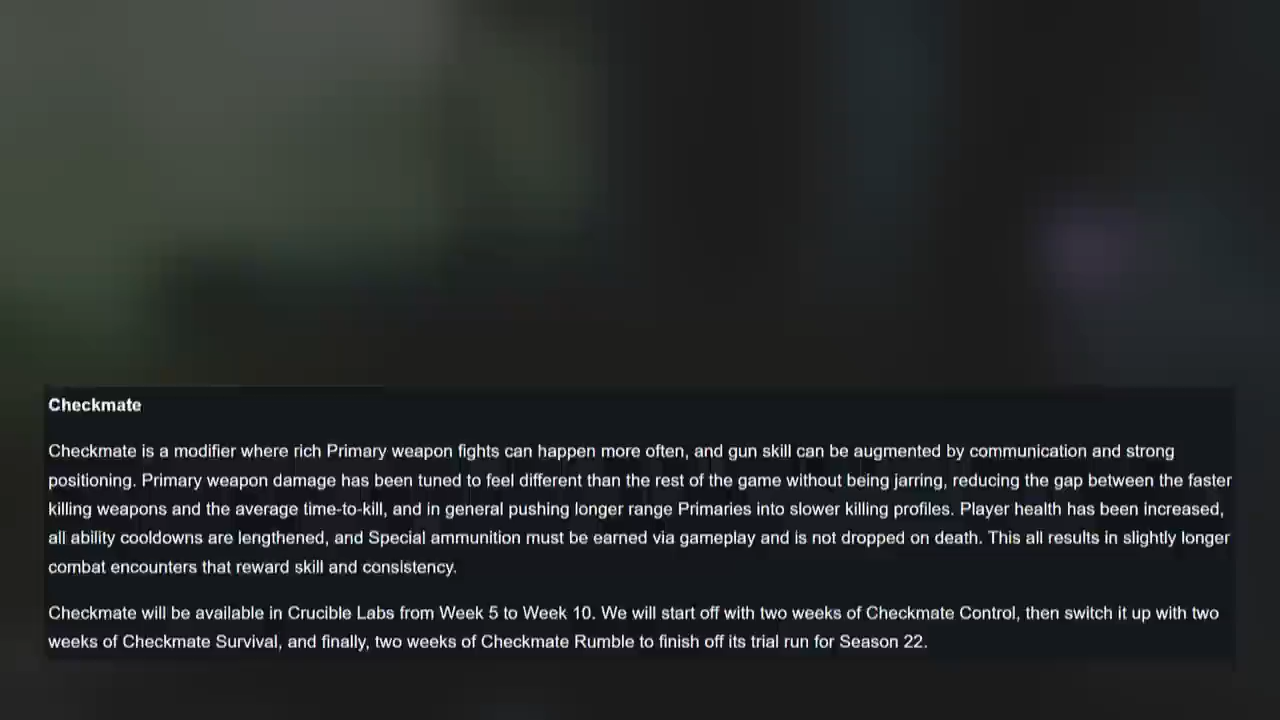 Checkmate
Checkmate is a modifier where rich Primary weapon fights can happen more often, and gun skill can be augmented by communication and strong
positioning. Primary weapon damage has been tuned to feel different than the rest of the game without being jarring, reducing the gap between the faster
killing weapons and the average time-to-kill, and in general pushing longer range Primaries into slower killing profiles. Player health has been increased,
all ability cooldowns are lengthened, and Special ammunition must be earned via gameplay and is not dropped on death. This all results in slightly longer
combat encounters that reward skill and consistency.
Checkmate will be available in Crucible Labs from Week 5 to Week 10. We will start off with two weeks of Checkmate Control, then switch it up with two
weeks of Checkmate Survival, and finally, two weeks of Checkmate Rumble to finish off its trial run for Season 22.